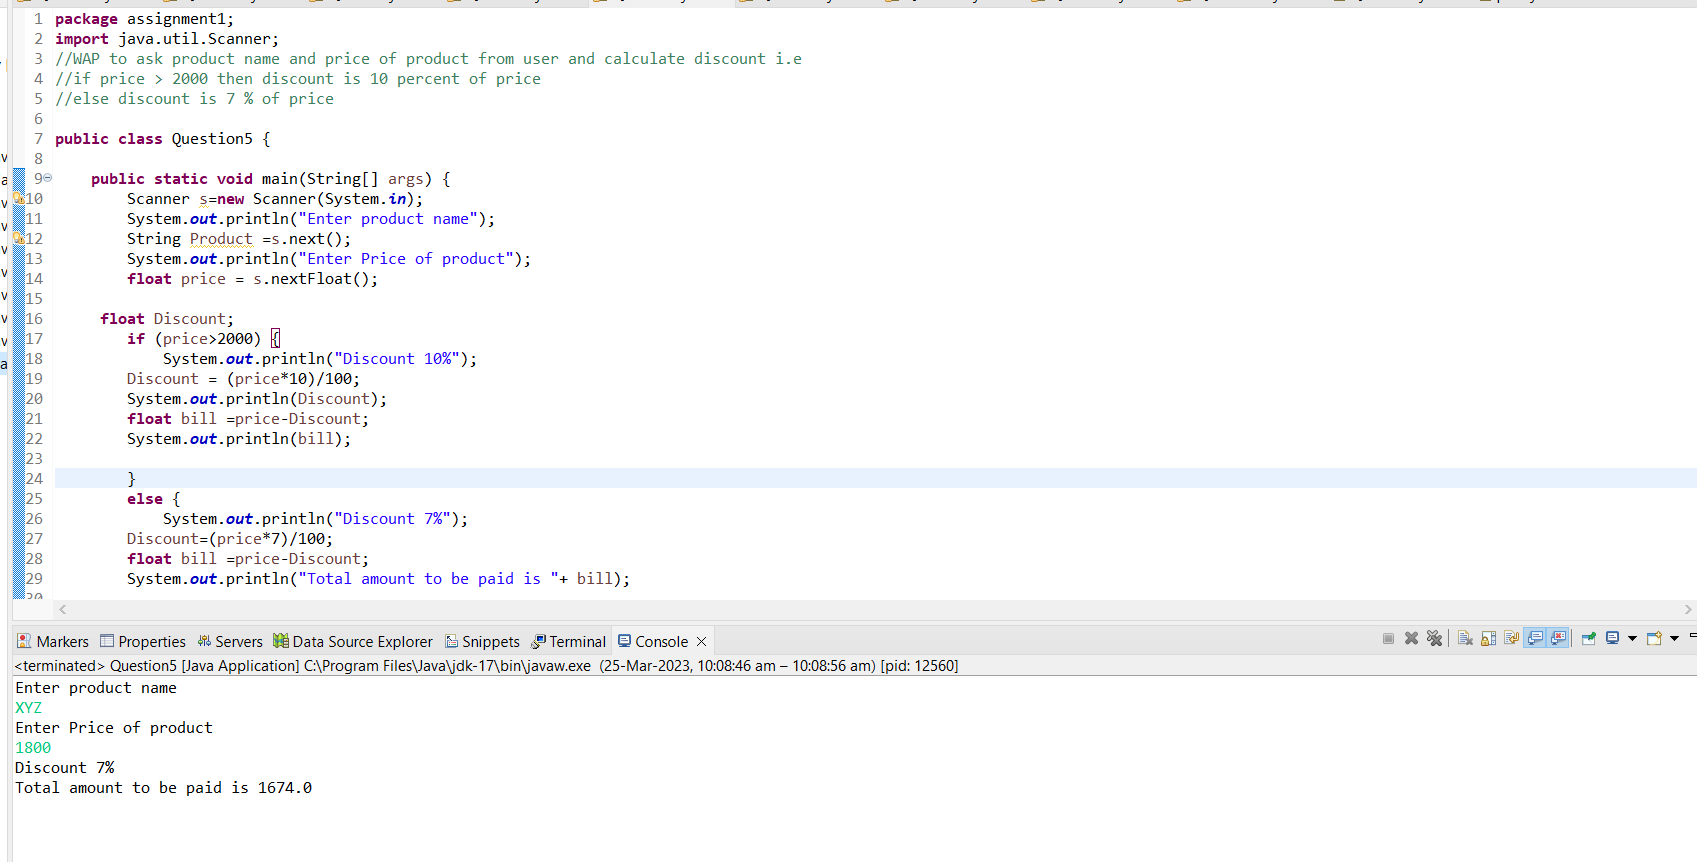 1 package assignment1;
2 import java.util.Scanner;
3 //WAP to ask product name and price of product from user and calculate discount i.e
4 //if price > 2000 then discount is 10 percent of price
5 //else discount is 7 % of price
6
7 public class Question5 {
8
9 public static void main(String[] args) {
10 Scanner s=new Scanner(System.in);
11 System.out.println("Enter product name");
12 String Product =s.next();
13 System.out.println("Enter Price of product");
14 float price = s.nextFloat();
15
16 float Discount;
17 if (price>2000) {
18 System.out.println("Discount 10%");
19 Discount = (price*10)/100;
20 System.out.println(Discount);
21 float bill =price-Discount;
22 System.out.println(bill);
23
24 }
25 else {
26 System.out.println("Discount 7%");
27 Discount=(price*7)/100;
28 float bill =price-Discount;
29 System.out.println("Total amount to be paid is "+ bill);
30
Markers Properties Servers Data Source Explorer Snippets Terminal Console
<terminated> Question5 [Java Application] C:\Program Files\Java\jdk-17\bin\javaw.exe (25-Mar-2023, 10:08:46 am – 10:08:56 am) [pid: 12560]
Enter product name
XYZ
Enter Price of product
1800
Discount 7%
Total amount to be paid is 1674.0